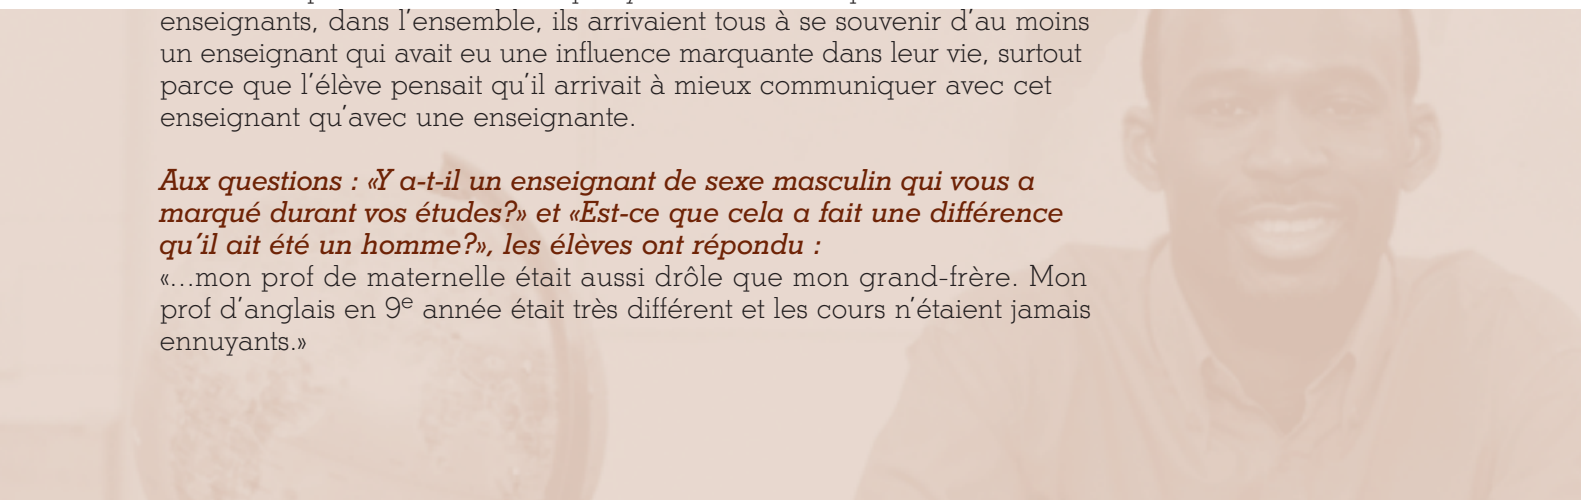 enseignants, dans l'ensemble, ils arrivaient tous à se souvenir d'au moins
un enseignant qui avait eu une influence marquante dans leur vie, surtout
parce que l'élève pensait qu'il arrivait à mieux communiquer avec cet
enseignant qu'avec une enseignante.
Aux questions : «Y a-t-il un enseignant de sexe masculin qui vous a
marqué durant vos études?» et «Est-ce que cela a fait une différence
qu'il ait été un homme?», les élèves ont répondu :
«...mon prof de maternelle était aussi drôle que mon grand-frère. Mon
prof d'anglais en 9e année était très différent et les cours n'étaient jamais
ennuyants.»